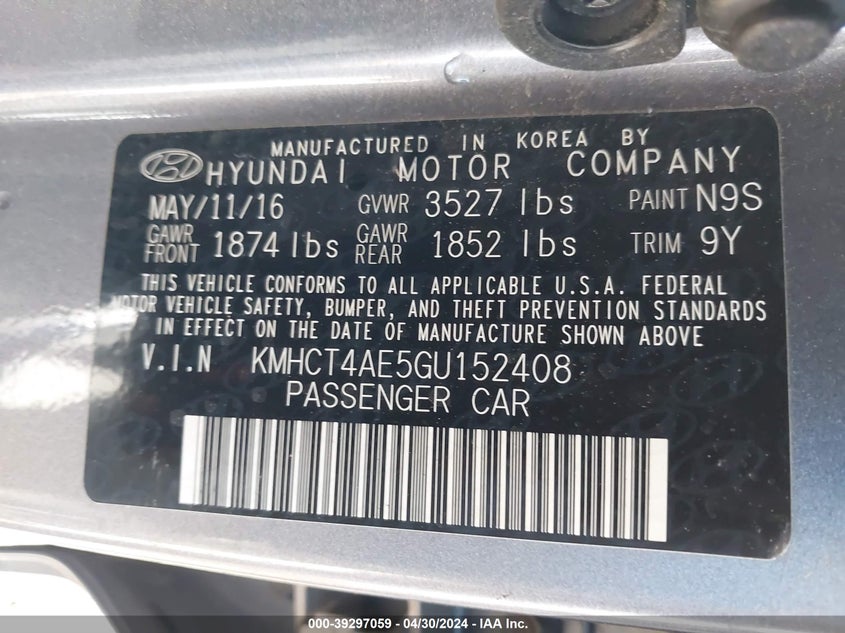 MANUFACTURED IN KOREA BY
HYUNDAI MOTOR COMPANY
MAY/11/16 GVWR 3527 lbs PAINT N9S
GAWR FRONT 1874 lbs GAWR REAR 1852 lbs TRIM 9Y
THIS VEHICLE CONFORMS TO ALL APPLICABLE U.S.A. FEDERAL
MOTOR VEHICLE SAFETY, BUMPER, AND THEFT PREVENTION STANDARDS
IN EFFECT ON THE DATE OF MANUFACTURE SHOWN ABOVE
V.I.N KMHCT4AE5GU152408
PASSENGER CAR
000-39297059 - 04/30/2024 - IAA Inc.